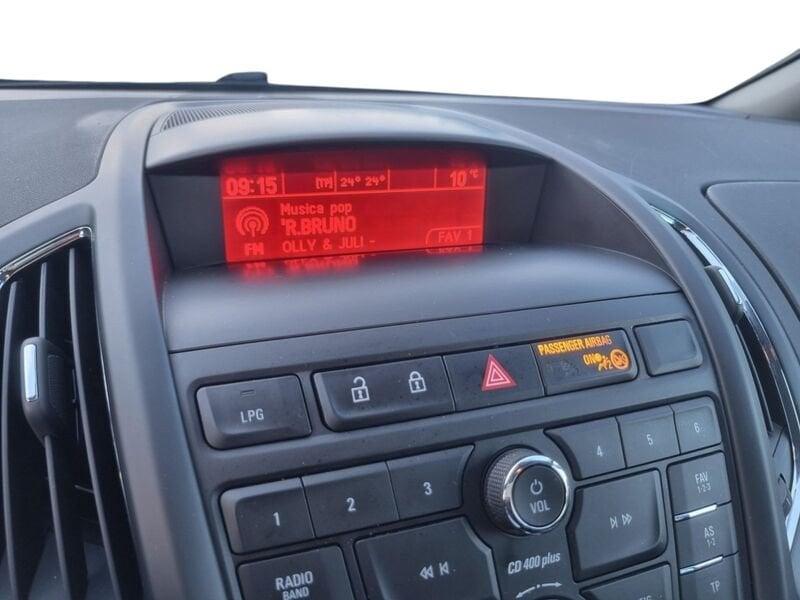 09:15 [TP] 24° 24° 10°C
Musica pop
"R.BRUNO
FM OLLY & JULI - FAV 1
PASSENGER AIRBAG
ON 2
LPG
4 5 6
1 2 3
VOL
FAV
1-2-3
AS
1-2
CD 400 plus
RADIO
BAND
TP